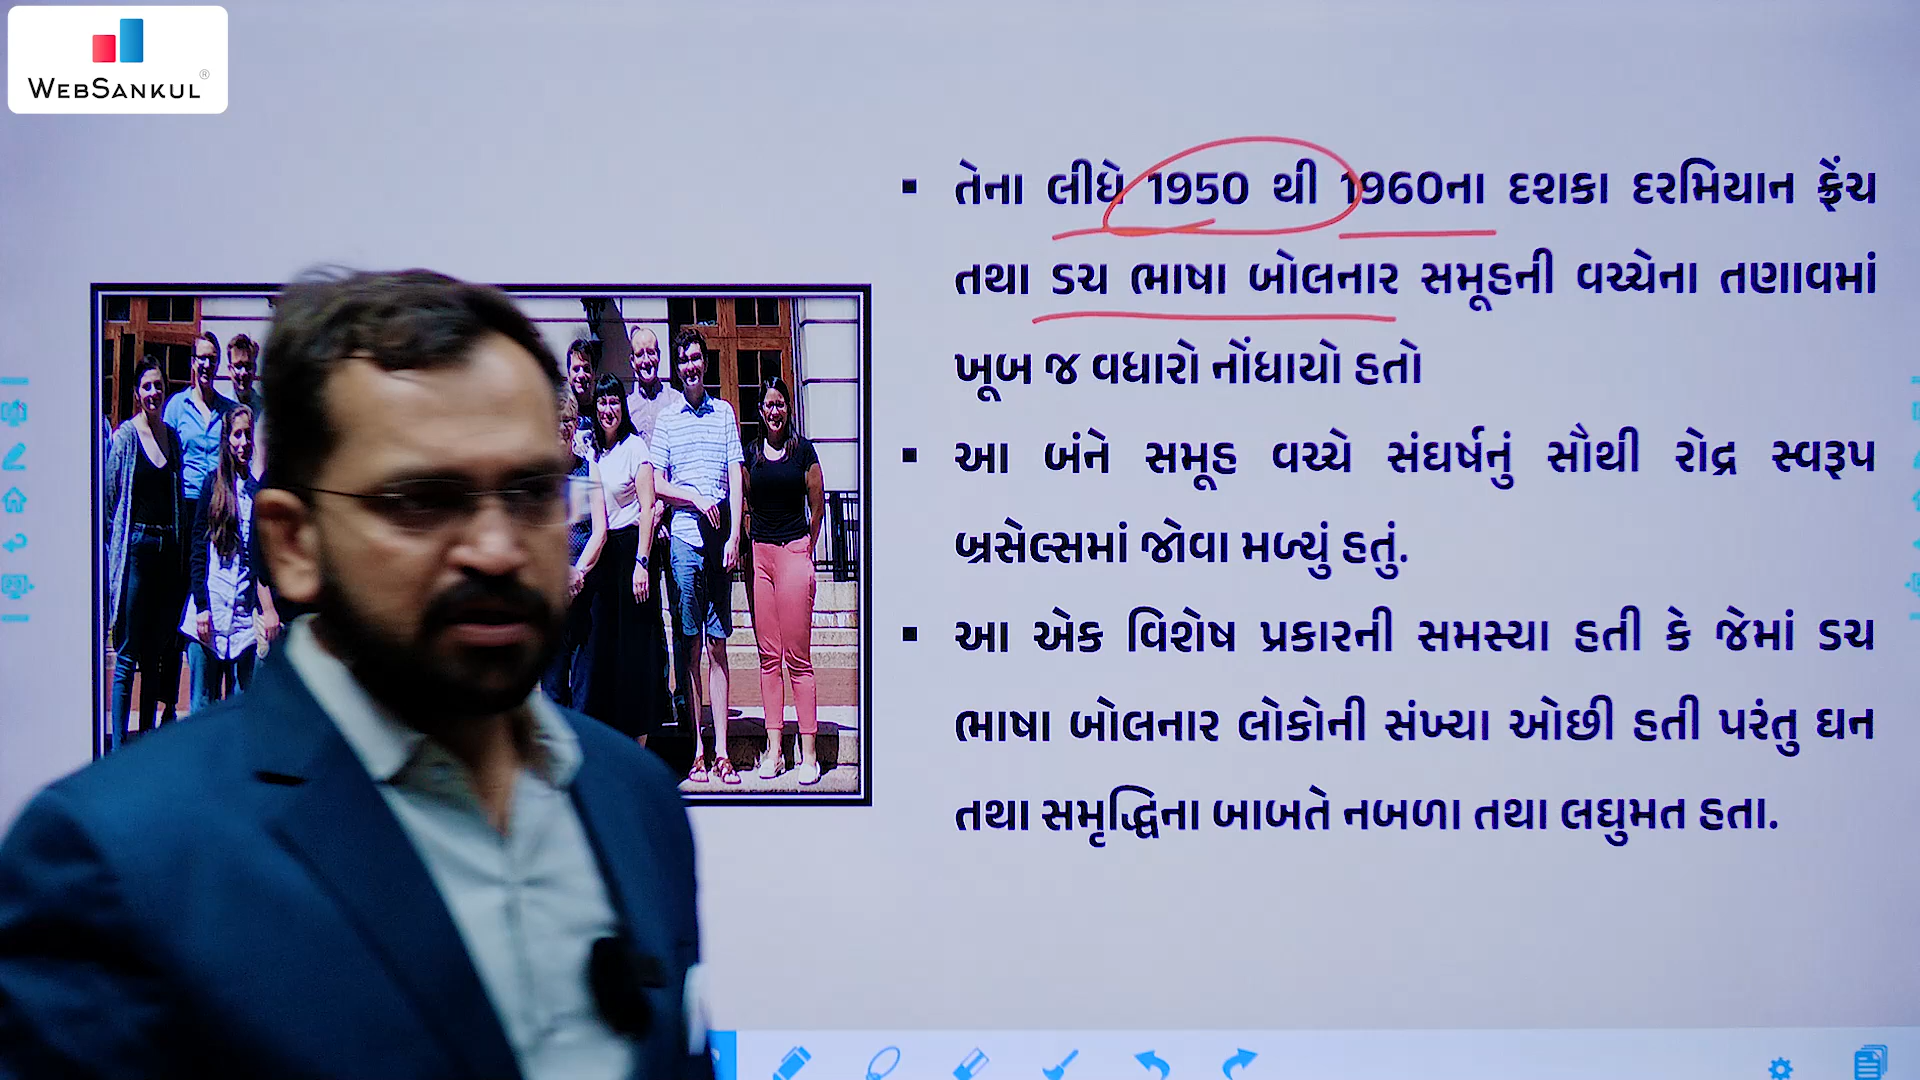 WEBSANKUL®
▪ તેના લીધે 1950 થી 1960ના દશકા દરમિયાન ફ્રેંચ
તથા ડચ ભાષા બોલનાર સમૂહની વચ્ચેના તણાવમાં
ખૂબ જ વધારો નોંધાયો હતો
▪ આ બંને સમૂહ વચ્ચે સંઘર્ષનું સૌથી રોદ્ર સ્વરૂપ
બ્રસેલ્સમાં જોવા મળ્યું હતું.
▪ આ એક વિશેષ પ્રકારની સમસ્યા હતી કે જેમાં ડચ
ભાષા બોલનાર લોકોની સંખ્યા ઓછી હતી પરંતુ ઘન
તથા સમૃદ્ધિના બાબતે નબળા તથા લઘુમત હતા.